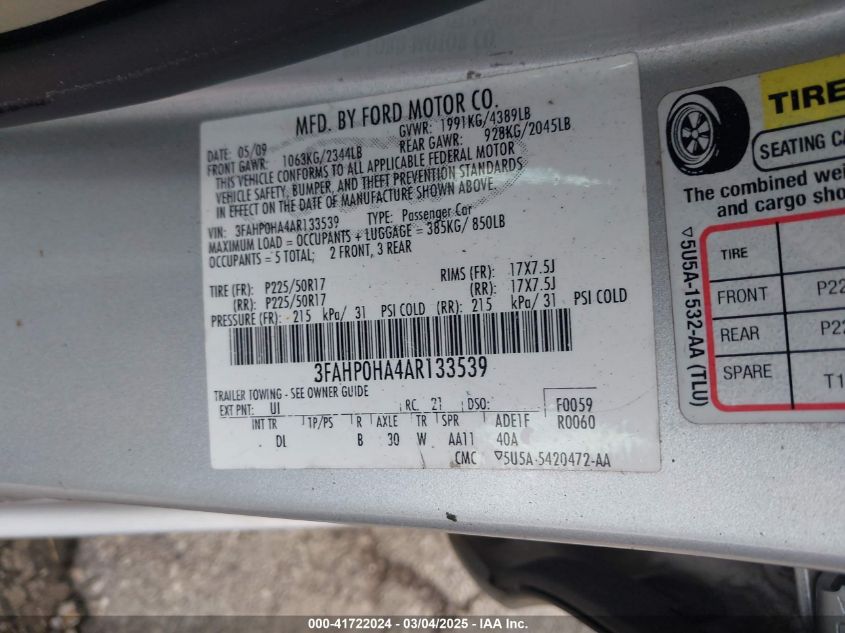 MFD. BY FORD MOTOR CO.
DATE: 05/09 GVWR: 1991KG/4389LB
FRONT GAWR: 1063KG/2344LB REAR GAWR: 928KG/2045LB
THIS VEHICLE CONFORMS TO ALL APPLICABLE FEDERAL MOTOR
VEHICLE SAFETY, BUMPER, AND THEFT PREVENTION STANDARDS
IN EFFECT ON THE DATE OF MANUFACTURE SHOWN ABOVE.
VIN: 3FAHP0HA4AR133539 TYPE: Passenger Car
MAXIMUM LOAD = OCCUPANTS + LUGGAGE = 385KG/ 850LB
OCCUPANTS = 5 TOTAL; 2 FRONT, 3 REAR
TIRE (FR): P225/50R17 RIMS (FR): 17X7.5J
(RR): P225/50R17 (RR): 17X7.5J
PRESSURE (FR): 215 kPa/ 31 PSI COLD (RR): 215 kPa/ 31 PSI COLD
3FAHP0HA4AR133539
TRAILER TOWING - SEE OWNER GUIDE
EXT PNT: UI RC: 21 DSO: F0059
INT TR TP/PS R AXLE TR SPR ADE1F R0060
DL B 30 W AA11 40A
CMC ▽5U5A-5420472-AA
TIRE
SEATING CA
The combined wei
and cargo sho
TIRE
FRONT P22
REAR P22
SPARE T1
▽5U5A-1532-AA (TLU)
000-41722024 - 03/04/2025 - IAA Inc.